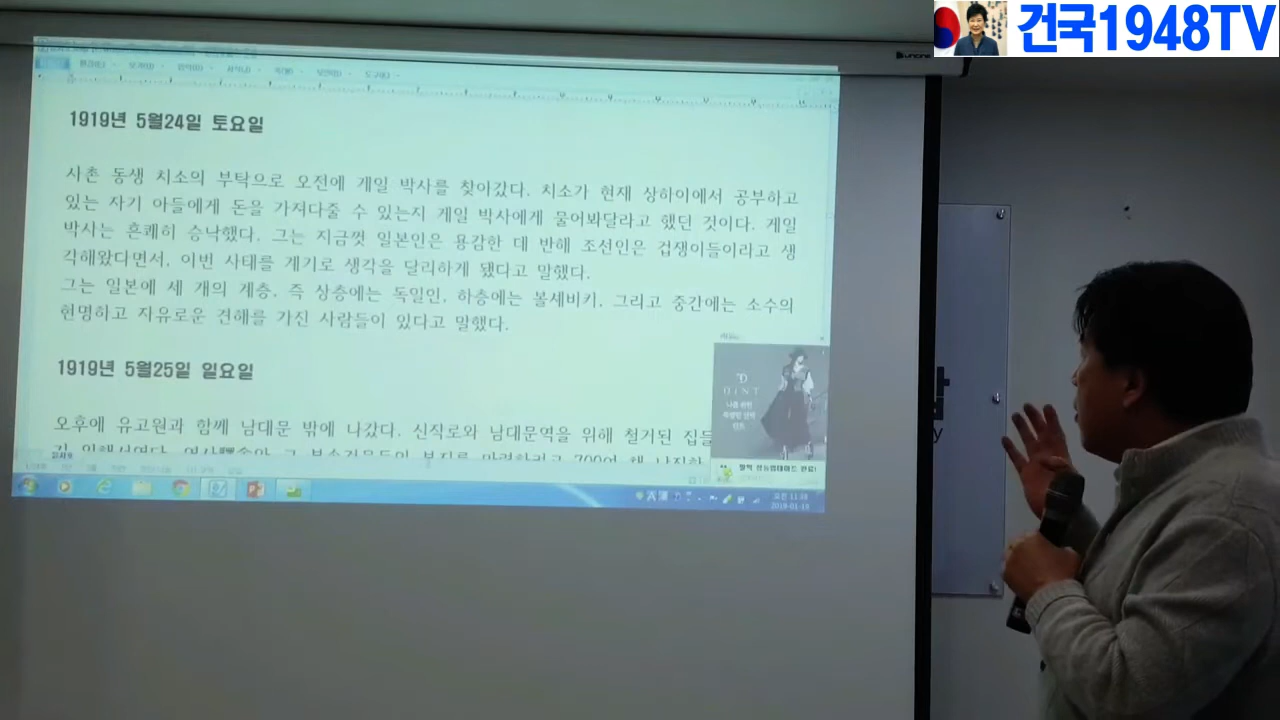 건국1948TV
1919년 5월24일 토요일
사촌 동생 치소의 부탁으로 오전에 게일 박사를 찾아갔다. 치소가 현재 상하이에서 공부하고
있는 자기 아들에게 돈을 가져다줄 수 있는지 게일 박사에게 물어봐달라고 했던 것이다. 게일
박사는 흔쾌히 승낙했다. 그는 지금껏 일본인은 용감한 데 반해 조선인은 겁쟁이들이라고 생
각해왔다면서, 이번 사태를 계기로 생각을 달리하게 됐다고 말했다.
그는 일본에 세 개의 계층, 즉 상층에는 독일인, 하층에는 볼셰비키, 그리고 중간에는 소수의
현명하고 자유로운 견해를 가진 사람들이 있다고 말했다.
1919년 5월25일 일요일
오후에 유고원과 함께 남대문 밖에 나갔다. 신작로와 남대문역을 위해 철거된 집들
오전 11:18
2019-01-19